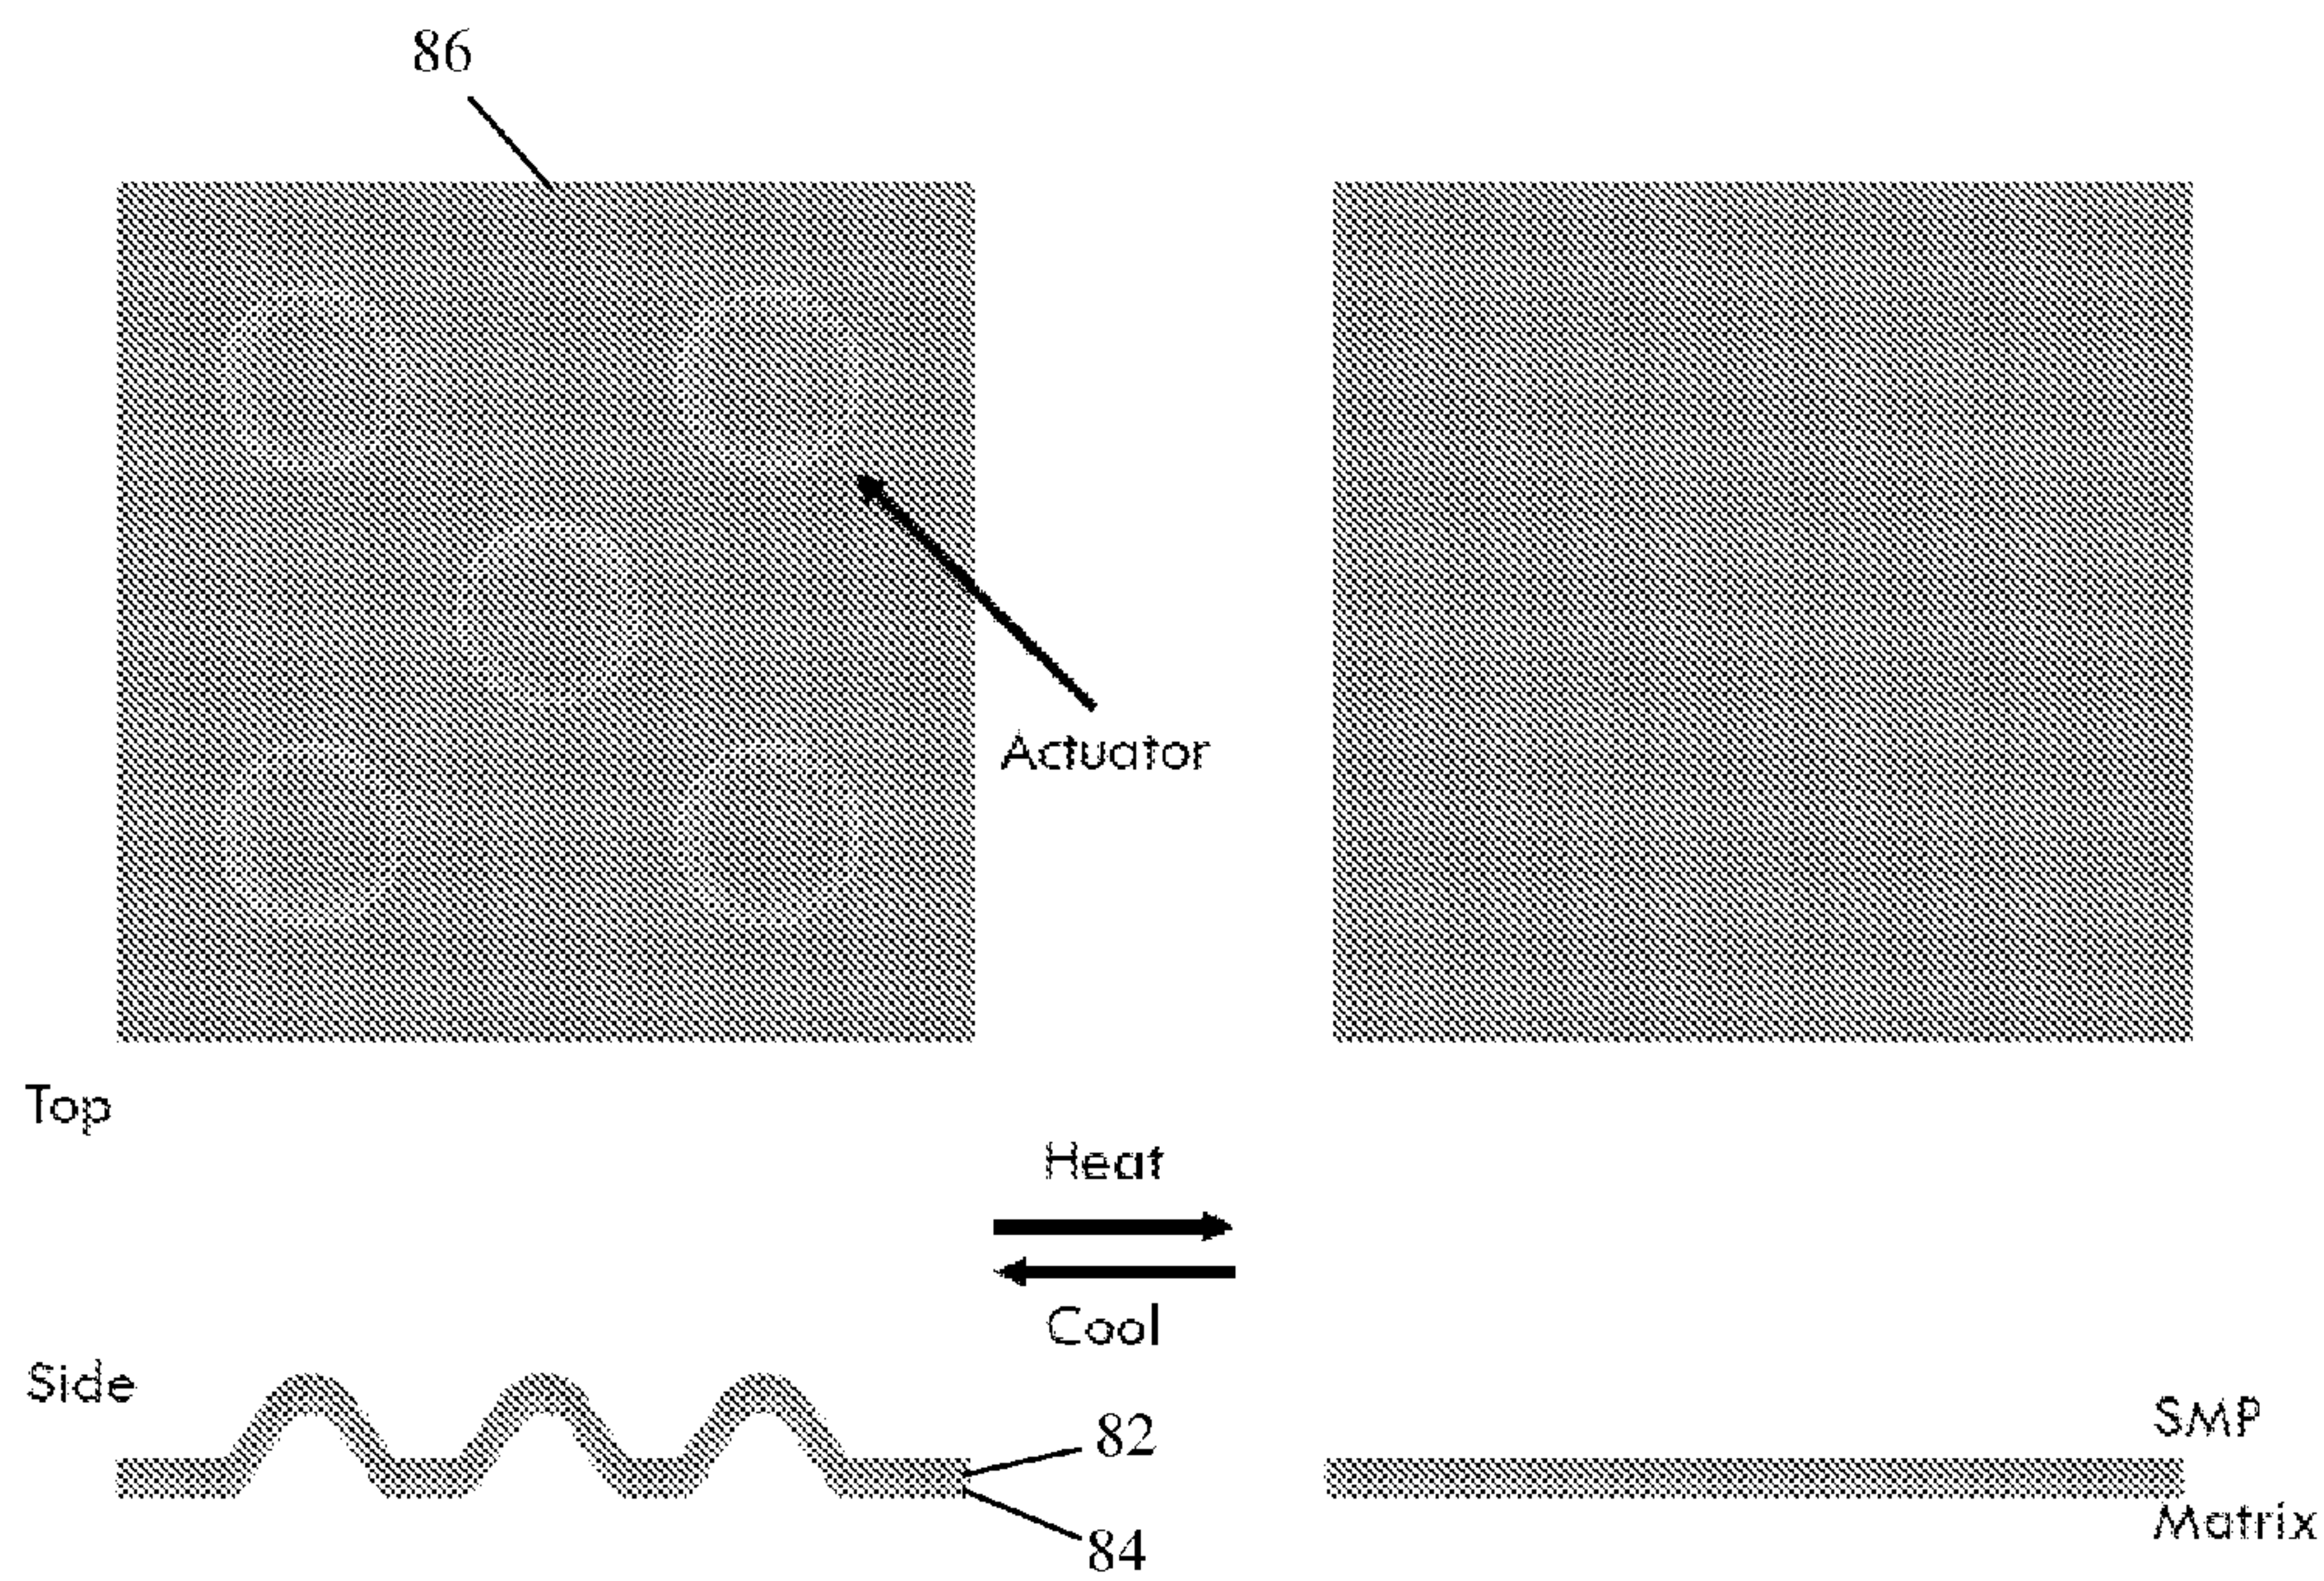 86
Actuator
Top
Heat
Cool
Side
82
SMP
84
Matrix